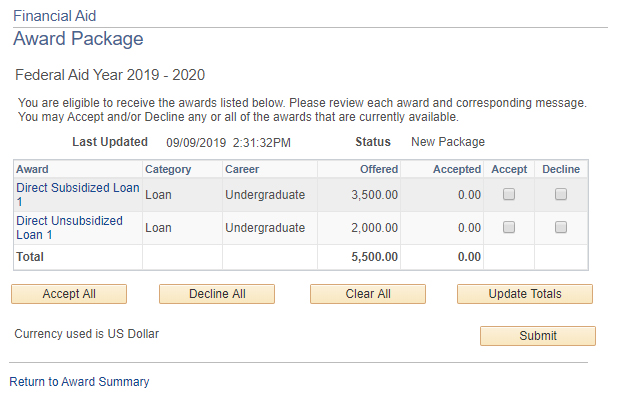 Financial Aid
Award Package
Federal Aid Year 2019 - 2020
You are eligible to receive the awards listed below. Please review each award and corresponding message.
You may Accept and/or Decline any or all of the awards that are currently available.
Last Updated 09/09/2019 2:31:32PM Status New Package
Award Category Career Offered Accepted Accept Decline
Direct Subsidized Loan Loan Undergraduate 3,500.00 0.00
1
Direct Unsubsidized Loan Undergraduate 2,000.00 0.00
Loan 1
Total 5,500.00 0.00
Accept All Decline All Clear All Update Totals
Currency used is US Dollar
Submit
Return to Award Summary